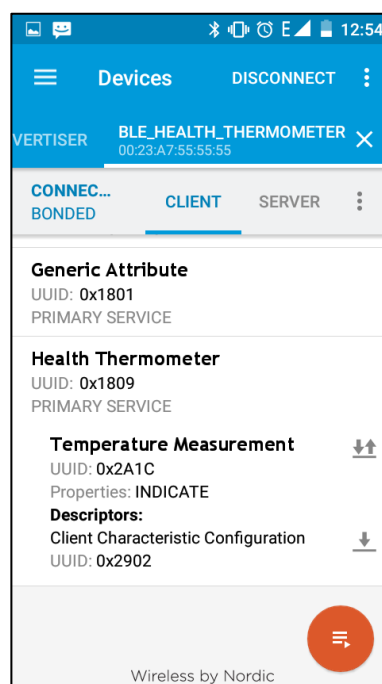 E 12:54
Devices DISCONNECT
VERTISER BLE_HEALTH_THERMOMETER
00:23:A7:55:55:55
CONNEC... CLIENT SERVER
BONDED
Generic Attribute
UUID: 0x1801
PRIMARY SERVICE
Health Thermometer
UUID: 0x1809
PRIMARY SERVICE
Temperature Measurement
UUID: 0x2A1C
Properties: INDICATE
Descriptors:
Client Characteristic Configuration
UUID: 0x2902
Wireless by Nordic